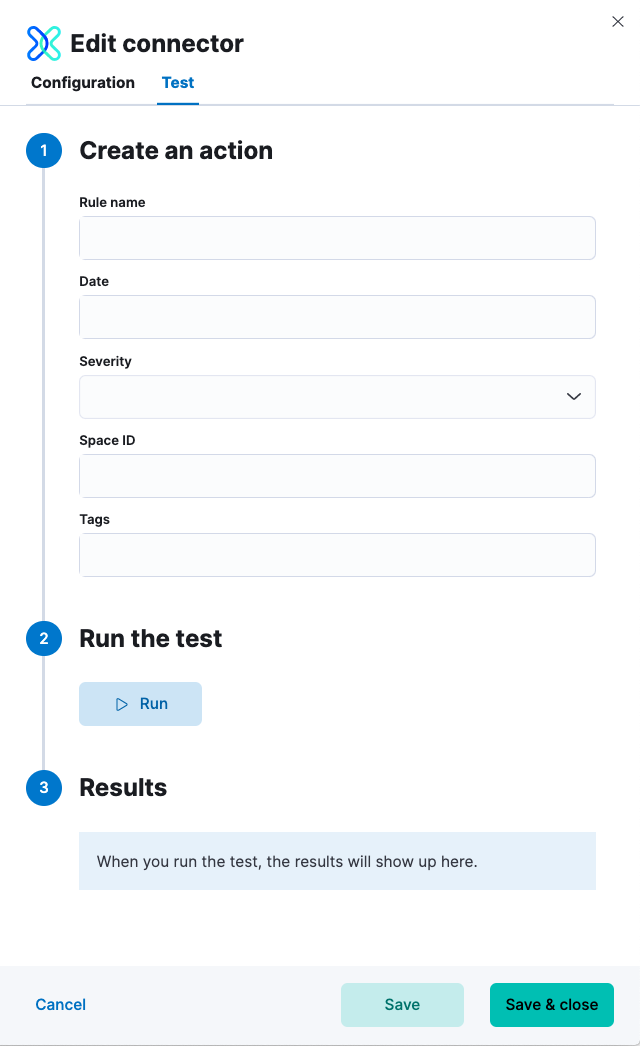 Edit connector
Configuration Test
1 Create an action
Rule name
Date
Severity
Space ID
Tags
2 Run the test
Run
3 Results
When you run the test, the results will show up here.
Cancel Save Save & close